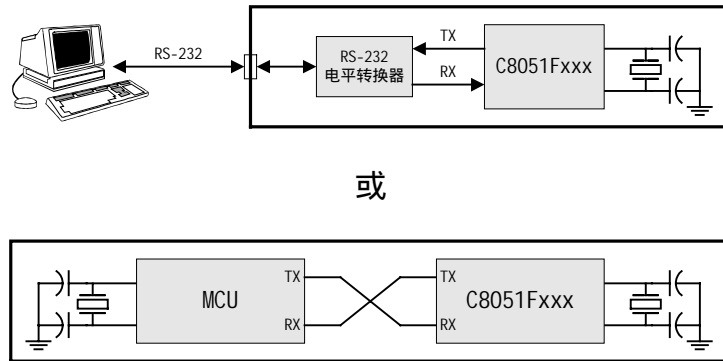 RS-232
RS-232
电平转换器
TX
RX
C8051Fxxx
或
MCU
TX
RX
TX
RX
C8051Fxxx